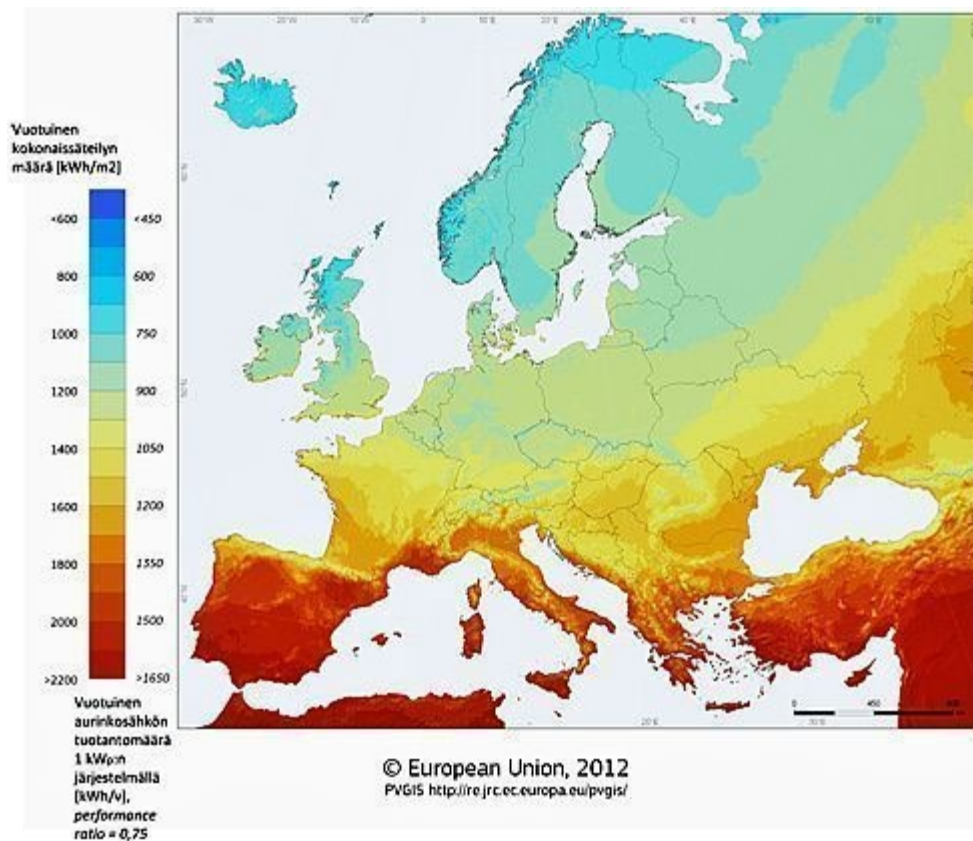 Vuotuinen
kokonaissäteilyn
määrä [kWh/m2]
<600 <450
800 600
1000 750
1200 900
1400 1050
1600 1200
1800 1350
2000 1500
>2200 >1650
Vuotuinen
aurinkosähkön
tuotantomäärä
1 kWp:n
järjestelmällä
[kWh/v],
performance
ratio = 0,75
© European Union, 2012
PVGIS http://re.jrc.ec.europa.eu/pvgis/